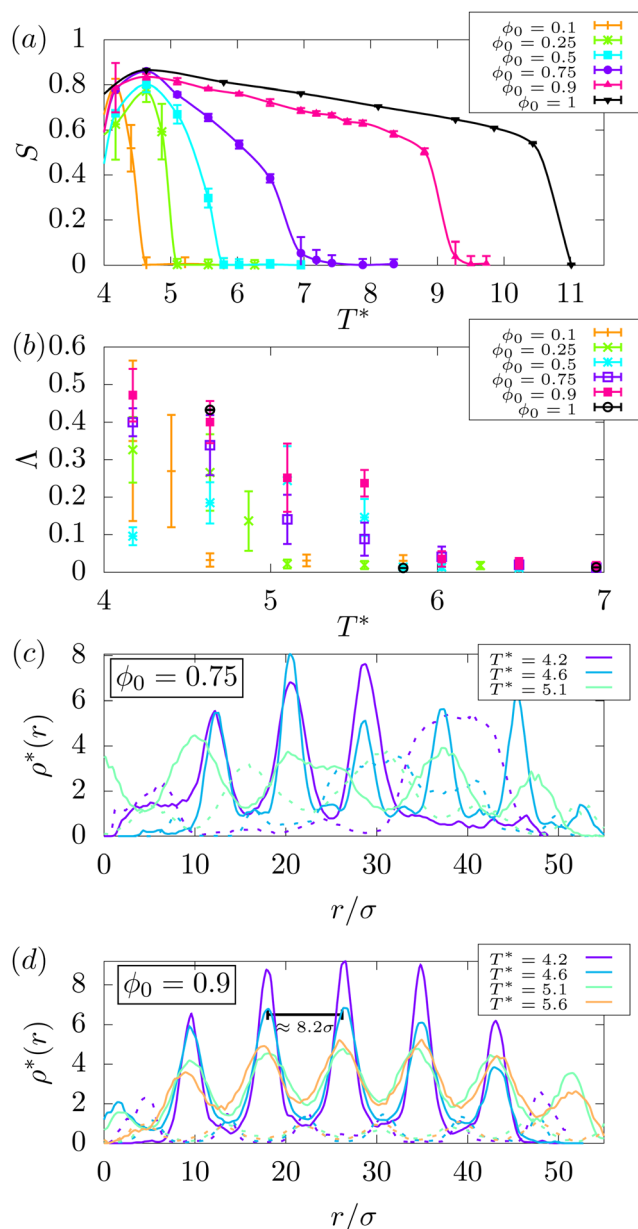 (a)
ϕ₀ = 0.1
ϕ₀ = 0.25
ϕ₀ = 0.5
ϕ₀ = 0.75
ϕ₀ = 0.9
ϕ₀ = 1
1
0.8
0.6
0.4
0.2
0
S
4 5 6 7 8 9 10 11
T*
(b)
ϕ₀ = 0.1
ϕ₀ = 0.25
ϕ₀ = 0.5
ϕ₀ = 0.75
ϕ₀ = 0.9
ϕ₀ = 1
0.6
0.5
0.4
0.3
0.2
0.1
0
Λ
4 5 6 7
T*
(c)
ϕ₀ = 0.75
T* = 4.2
T* = 4.6
T* = 5.1
8
6
4
2
0
ρ*(r)
0 10 20 30 40 50
r/σ
(d)
ϕ₀ = 0.9
T* = 4.2
T* = 4.6
T* = 5.1
T* = 5.6
≈ 8.2σ
8
6
4
2
0
ρ*(r)
0 10 20 30 40 50
r/σ